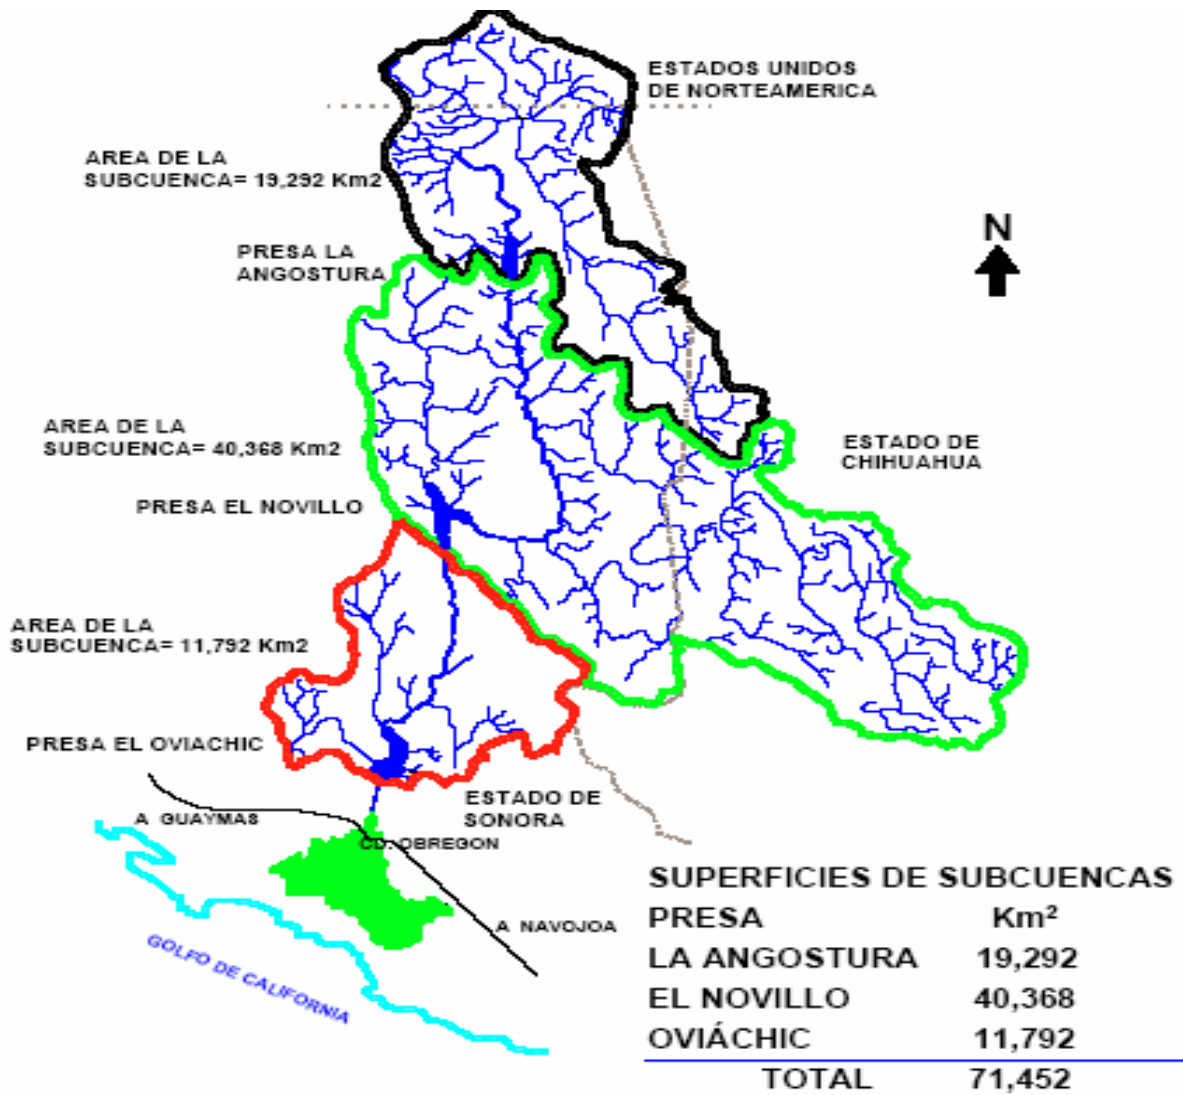 ESTADOS UNIDOS
DE NORTEAMERICA
AREA DE LA
SUBCUENCA= 19,292 Km2
N
PRESA LA
ANGOSTURA
AREA DE LA
SUBCUENCA= 40,368 Km2
ESTADO DE
CHIHUAHUA
PRESA EL NOVILLO
AREA DE LA
SUBCUENCA= 11,792 Km2
PRESA EL OVIACHIC
ESTADO DE
SONORA
A GUAYMAS
CD. OBREGON
A NAVOJOA
GOLFO DE CALIFORNIA
SUPERFICIES DE SUBCUENCAS
PRESA Km²
LA ANGOSTURA 19,292
EL NOVILLO 40,368
OVIÁCHIC 11,792
TOTAL 71,452